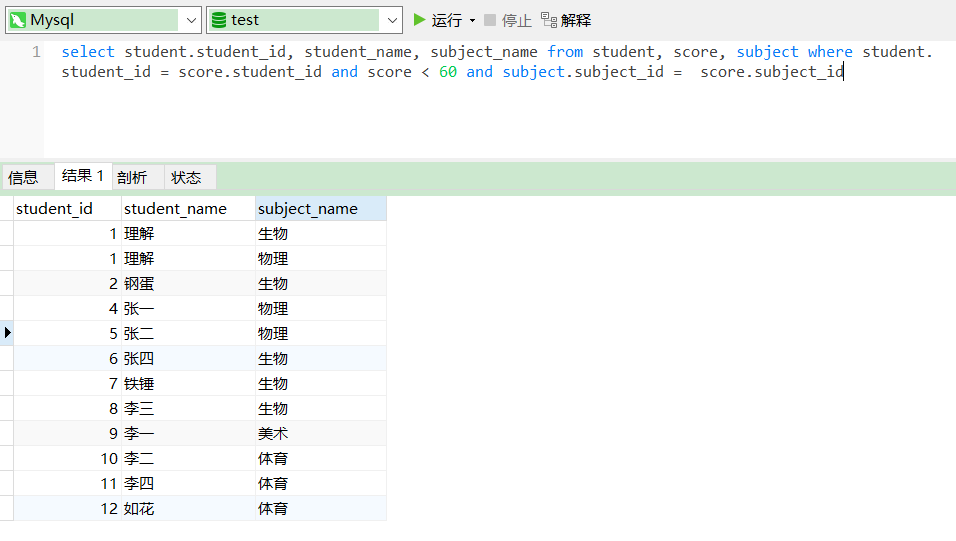 Mysql test 运行 停止 解释
1 select student.student_id, student_name, subject_name from student, score, subject where student.
student_id = score.student_id and score < 60 and subject.subject_id =  score.subject_id
信息 结果 1 剖析 状态
student_id student_name subject_name
1 理解 生物
1 理解 物理
2 钢蛋 生物
4 张一 物理
5 张二 物理
6 张四 生物
7 铁锤 生物
8 李三 生物
9 李一 美术
10 李二 体育
11 李四 体育
12 如花 体育